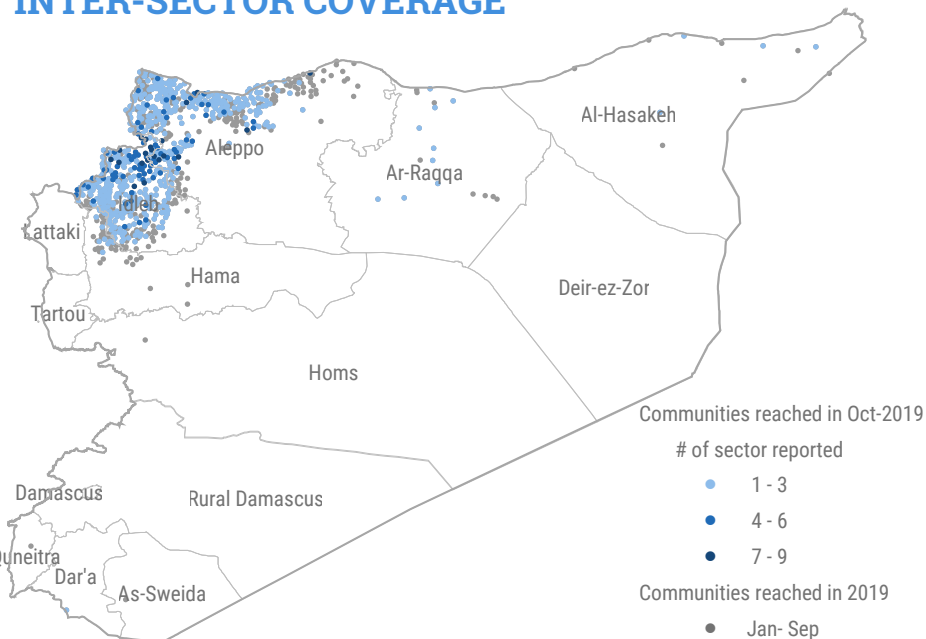 INTER-SECTOR COVERAGE
Al-Hasakeh
Aleppo
Ar-Raqqa
Idleb
Lattaki
Hama
Deir-ez-Zor
Tartou
Homs
Communities reached in Oct-2019
# of sector reported
1 - 3
4 - 6
7 - 9
Damascus
Rural Damascus
Quneitra
Dar'a
As-Sweida
Communities reached in 2019
Jan- Sep